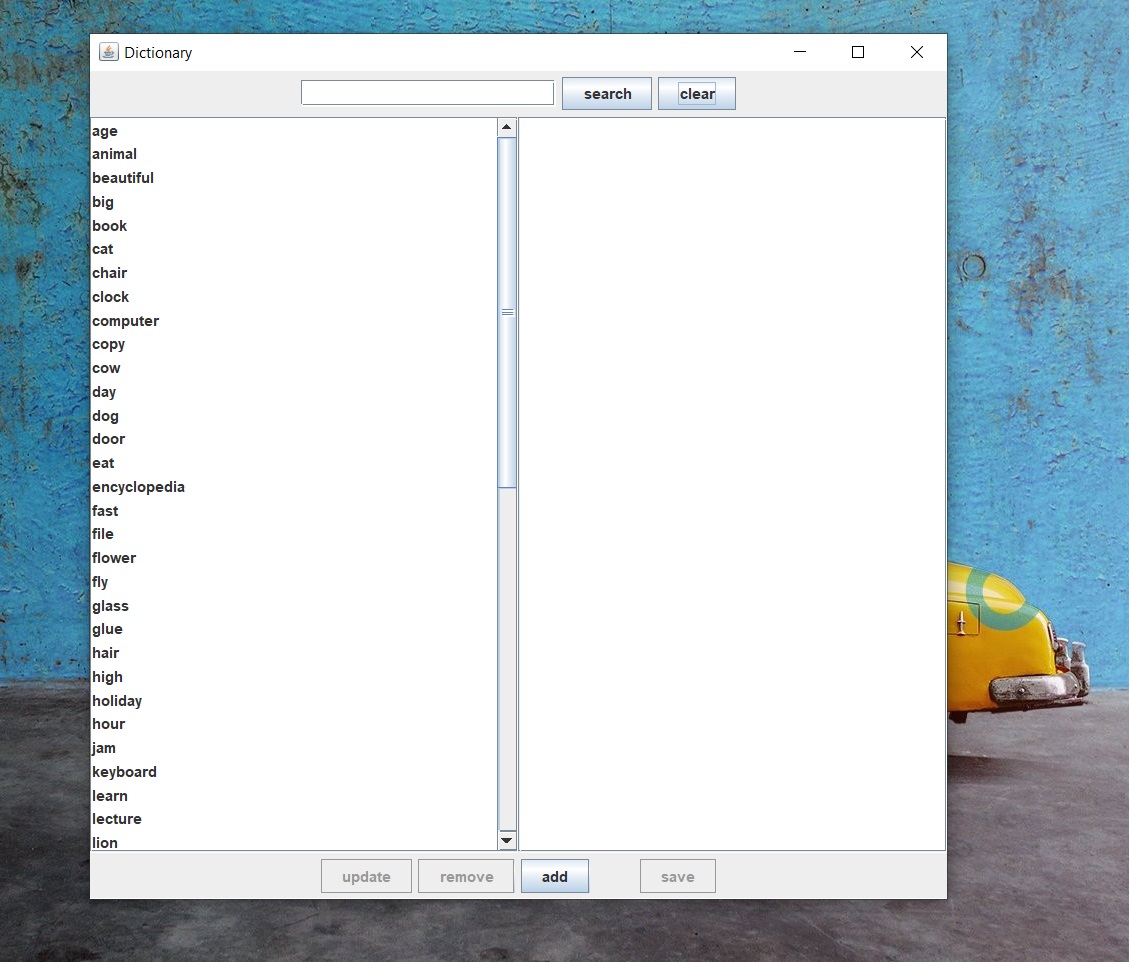 Dictionary
search clear
age
animal
beautiful
big
book
cat
chair
clock
computer
copy
cow
day
dog
door
eat
encyclopedia
fast
file
flower
fly
glass
glue
hair
high
holiday
hour
jam
keyboard
learn
lecture
lion
update remove add save